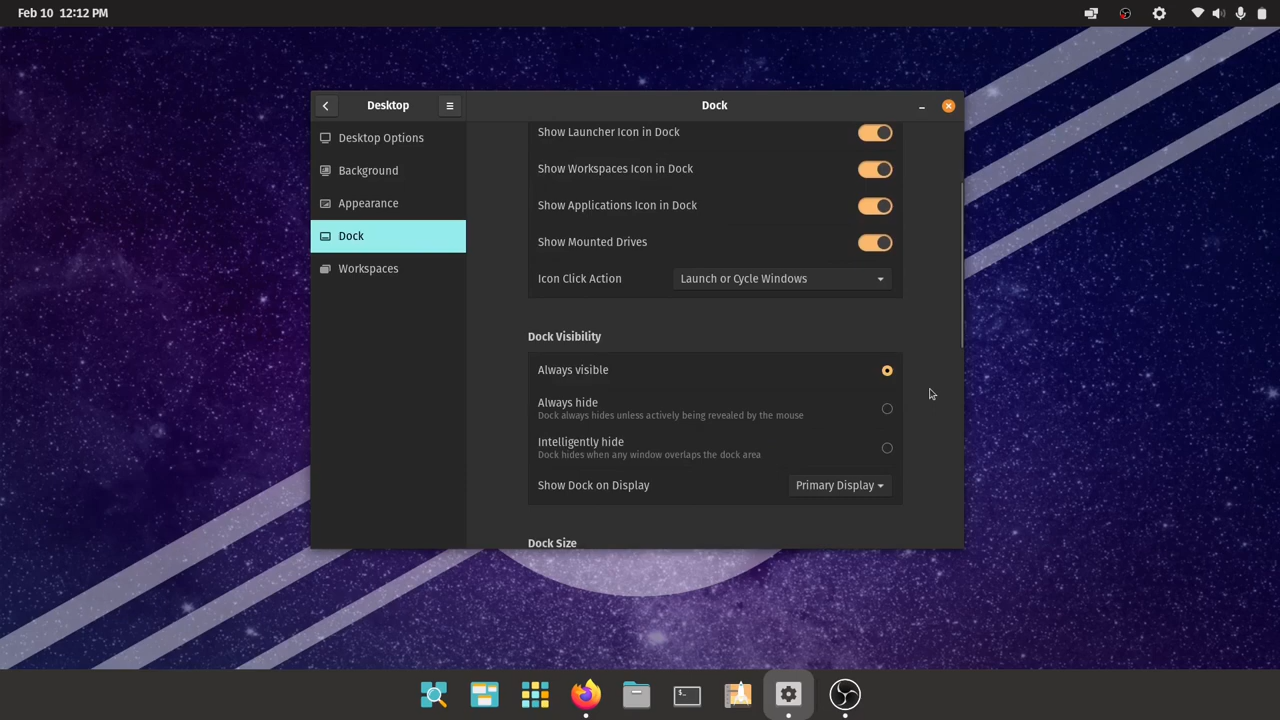 Feb 10 12:12 PM
Desktop
Dock
Desktop Options
Background
Appearance
Dock
Workspaces
Show Launcher Icon in Dock
Show Workspaces Icon in Dock
Show Applications Icon in Dock
Show Mounted Drives
Icon Click Action
Launch or Cycle Windows
Dock Visibility
Always visible
Always hide
Dock always hides unless actively being revealed by the mouse
Intelligently hide
Dock hides when any window overlaps the dock area
Show Dock on Display
Primary Display
Dock Size